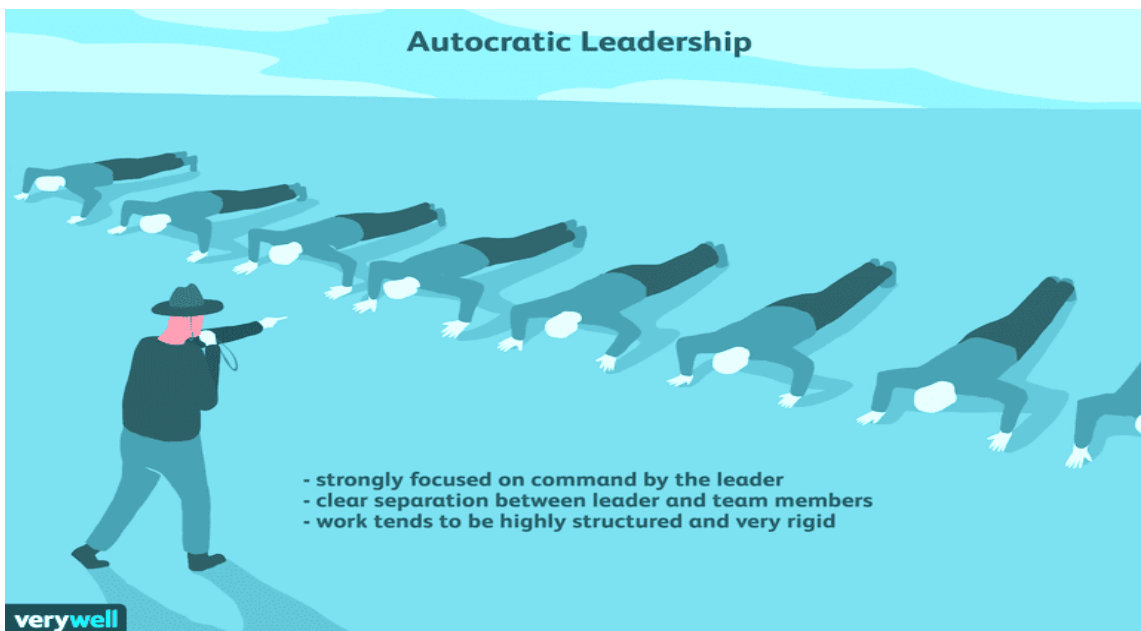 Autocratic Leadership
- strongly focused on command by the leader
- clear separation between leader and team members
- work tends to be highly structured and very rigid
verywell